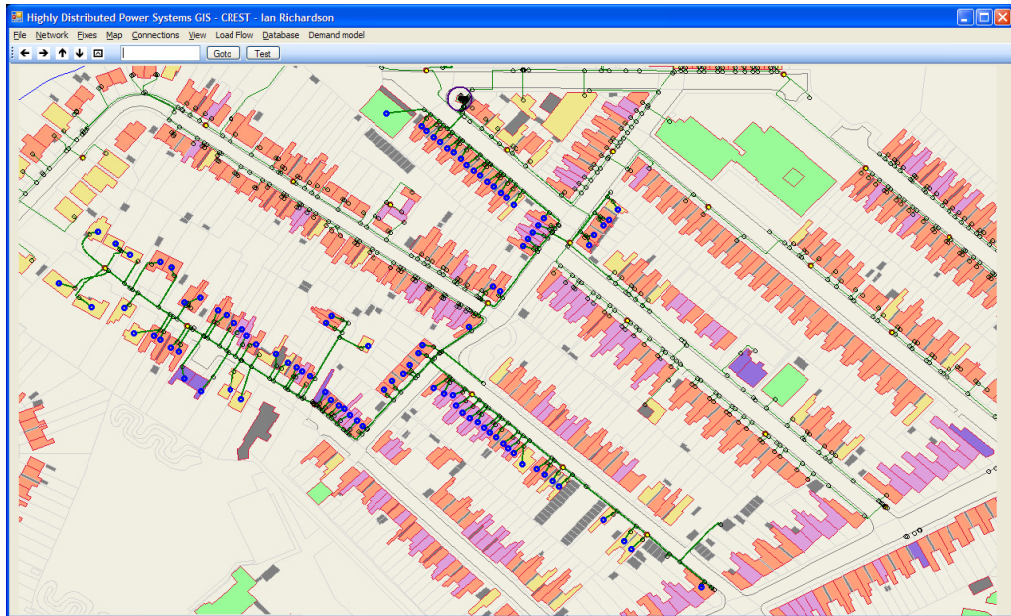 Highly Distributed Power Systems GIS - CREST - Ian Richardson
File Network Fixes Map Connections View Load Flow Database Demand model
Goto Test